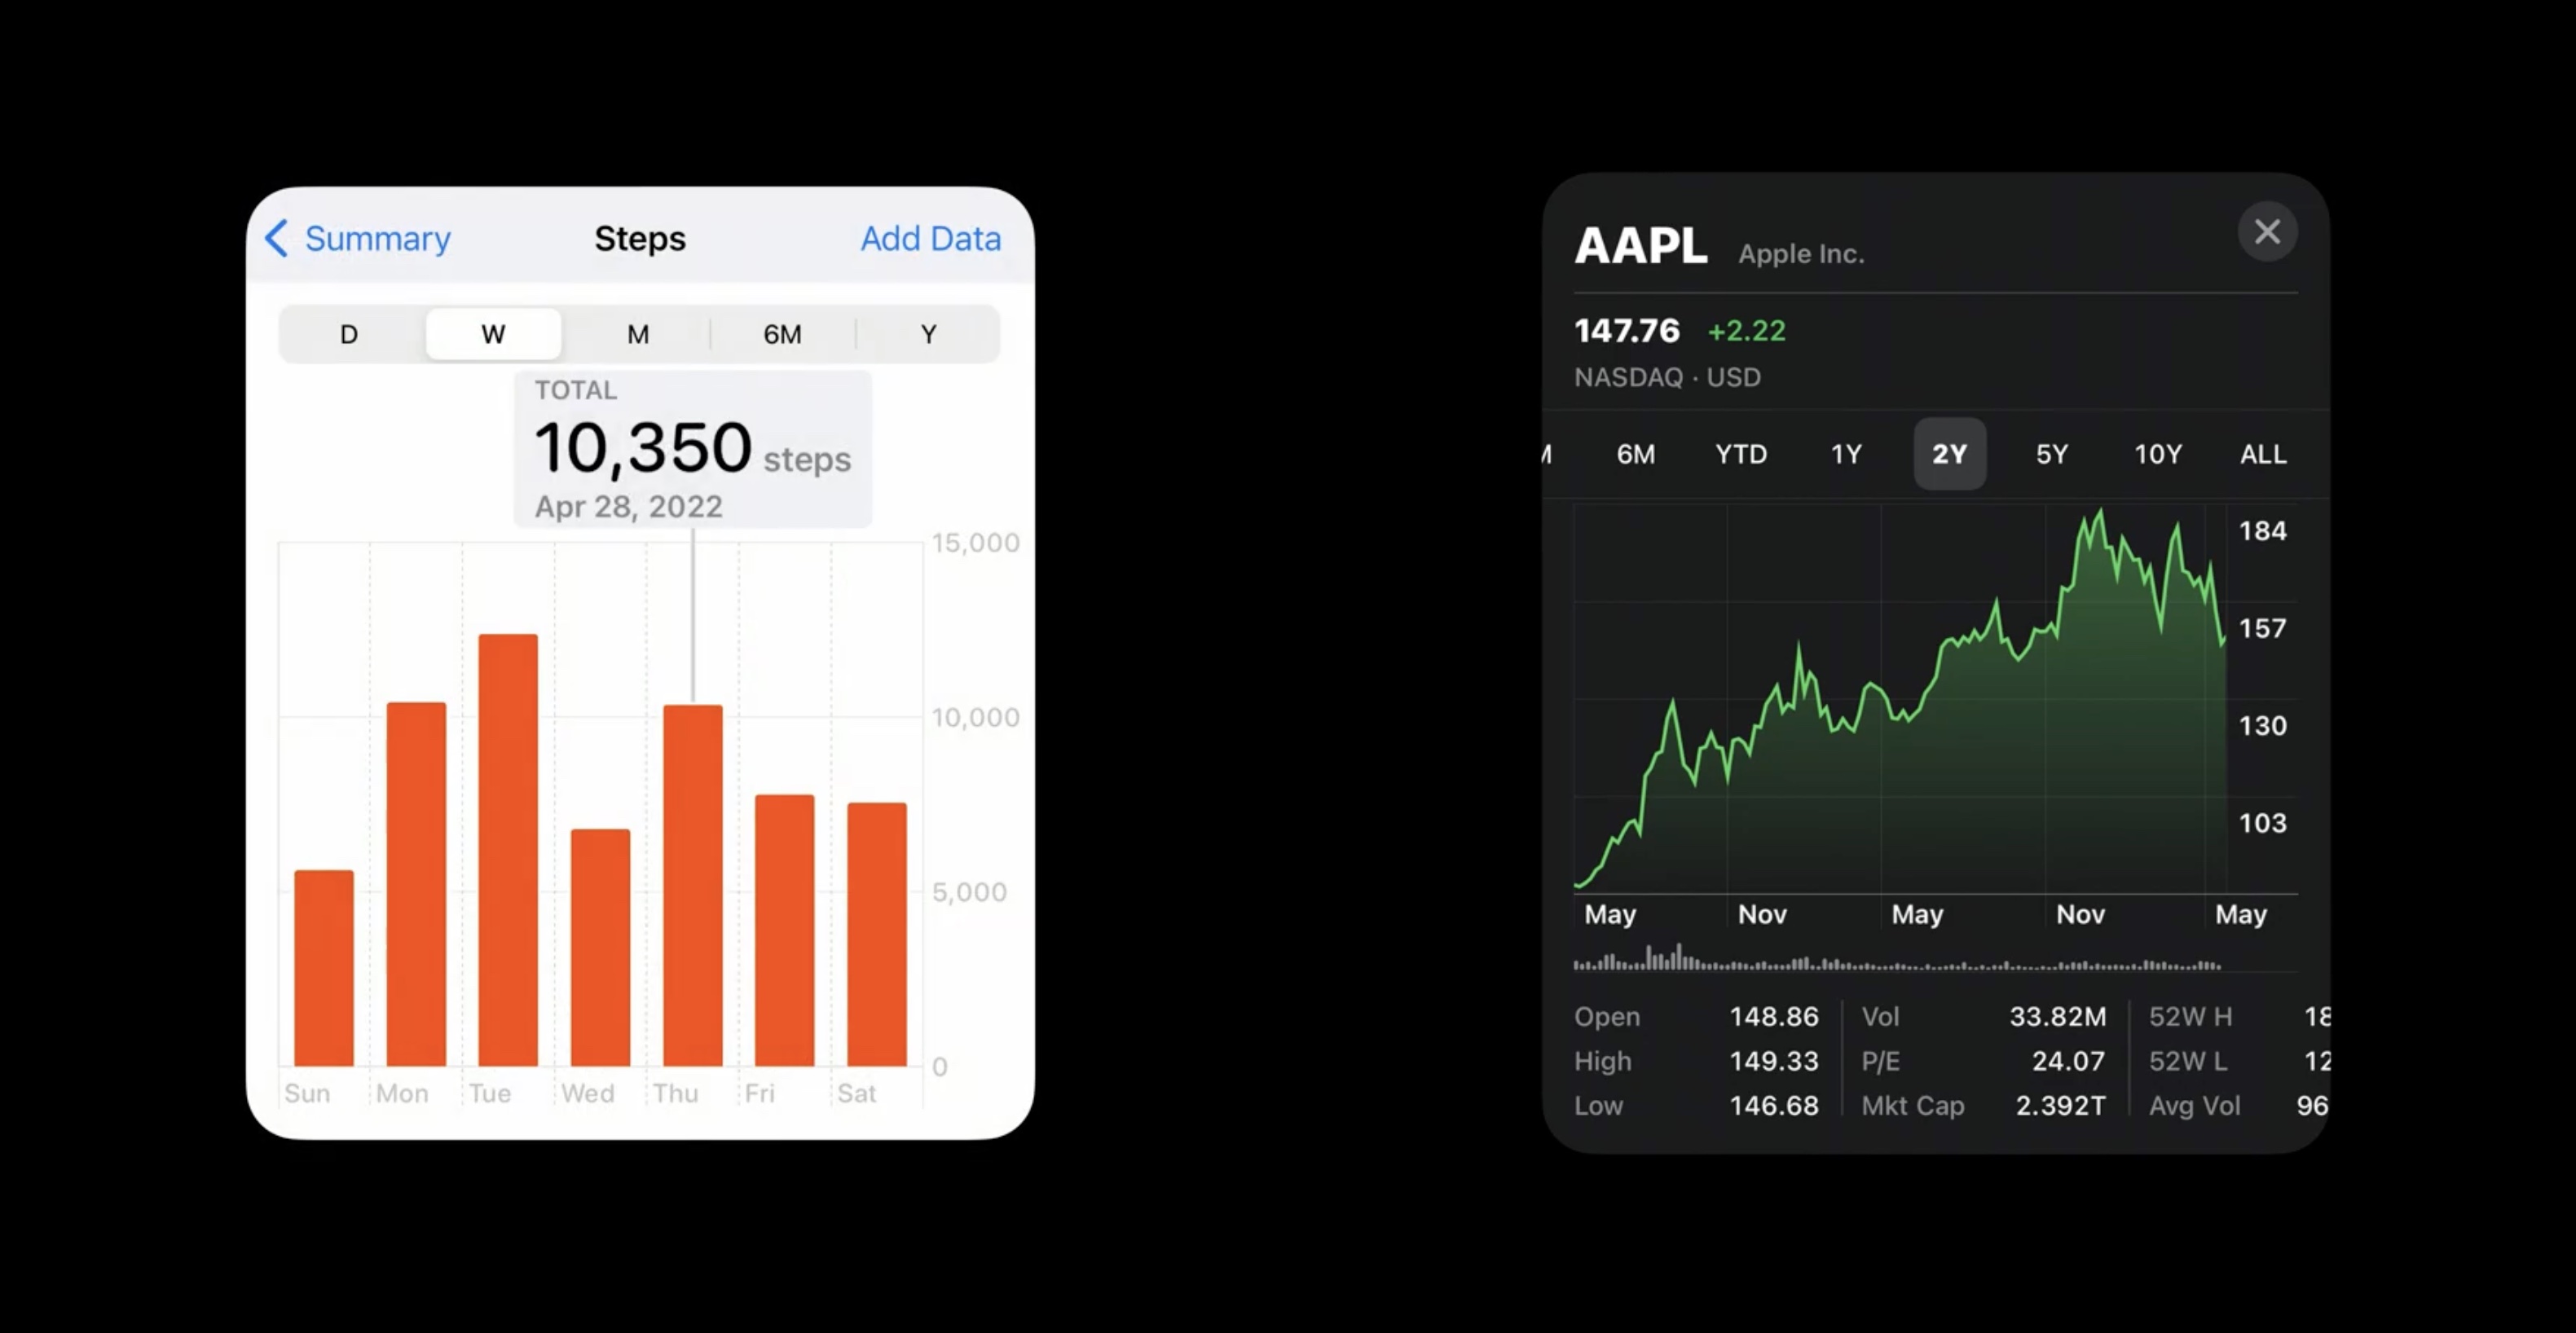 Summary Steps Add Data
D W M 6M Y
TOTAL
10,350 steps
Apr 28, 2022
15,000
10,000
5,000
0
Sun Mon Tue Wed Thu Fri Sat
AAPL Apple Inc.
147.76 +2.22
NASDAQ · USD
6M YTD 1Y 2Y 5Y 10Y ALL
184
157
130
103
May Nov May Nov May
Open 148.86 Vol 33.82M 52W H 18
High 149.33 P/E 24.07 52W L 12
Low 146.68 Mkt Cap 2.392T Avg Vol 96